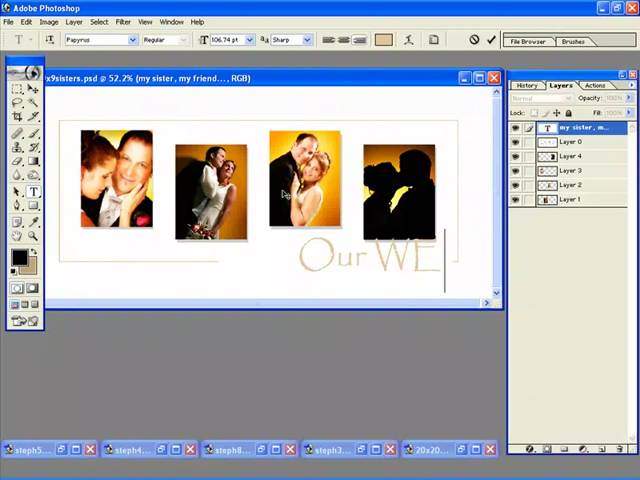 Adobe Photoshop
File Edit Image Layer Select Filter View Window Help
Papyrus
Regular
106.74 pt
Sharp
File Browser
Brushes
x9sisters.psd @ 52.2% (my sister, my friend..., RGB)
History
Layers
Actions
Normal
Opacity: 100%
Lock:
Fill: 100%
my sister, m...
Layer 0
Layer 4
Layer 3
Layer 2
Layer 1
Our WE
steph5...
steph4...
steph8...
steph3...
20x20...